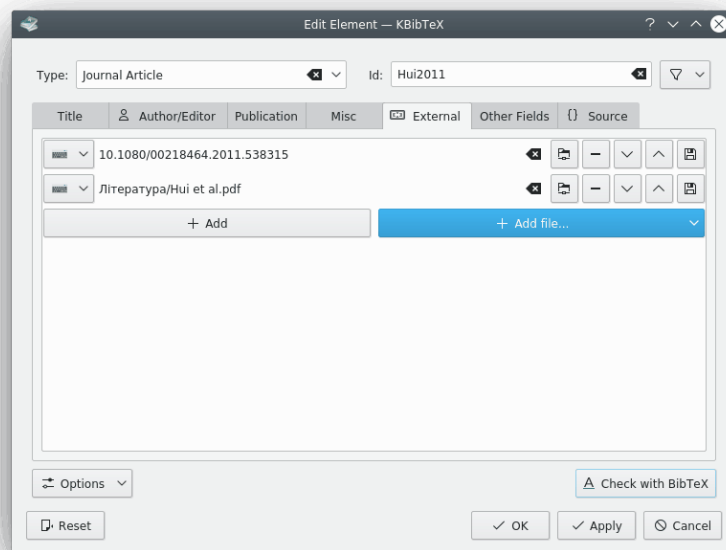 Edit Element — KBibTeX
Type: Journal Article Id: Hui2011
Title Author/Editor Publication Misc External Other Fields {} Source
10.1080/00218464.2011.538315
Література/Hui et al.pdf
+ Add + Add file...
Options A Check with BibTeX
Reset OK Apply Cancel